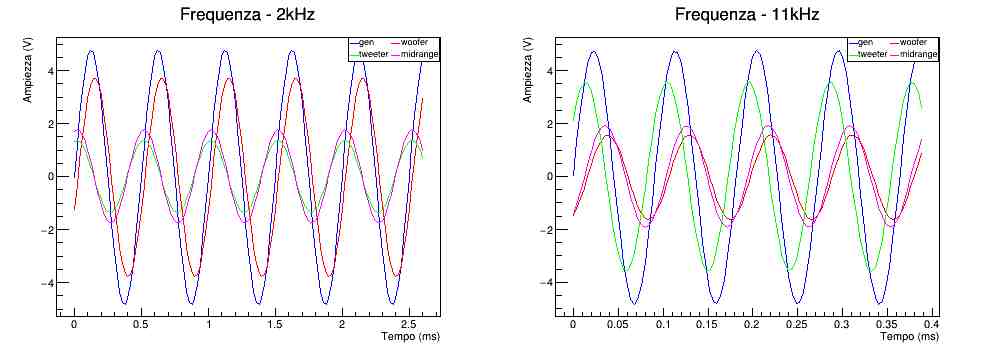 Frequenza - 2kHz
gen woofer
tweeter midrange
Ampiezza (V)
4
2
0
−2
−4
0 0.5 1 1.5 2 2.5
Tempo (ms)
Frequenza - 11kHz
gen woofer
tweeter midrange
Ampiezza (V)
4
2
0
−2
−4
0 0.05 0.1 0.15 0.2 0.25 0.3 0.35 0.4
Tempo (ms)